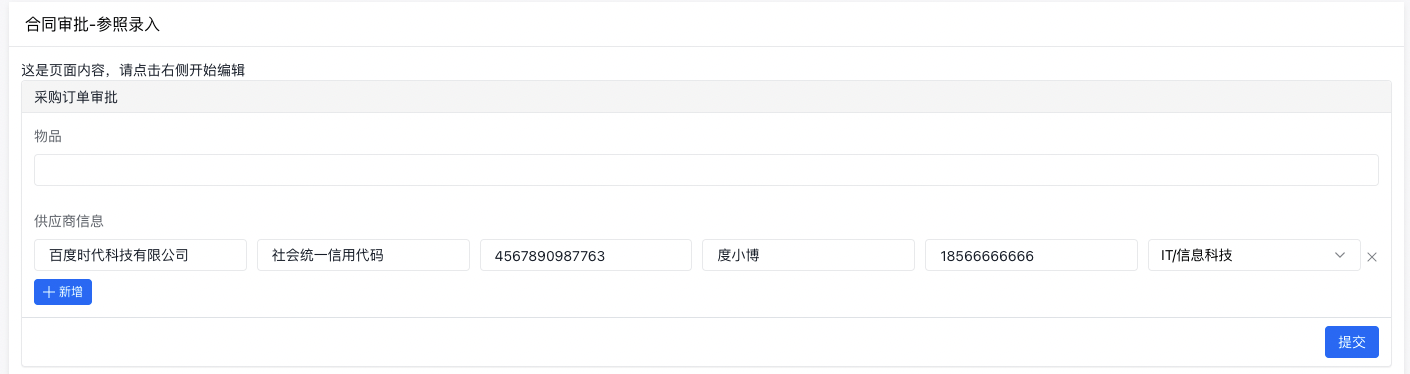 合同审批-参照录入
这是页面内容，请点击右侧开始编辑
采购订单审批
物品
供应商信息
百度时代科技有限公司 社会统一信用代码 4567890987763 度小博 18566666666 IT/信息科技
新增
提交